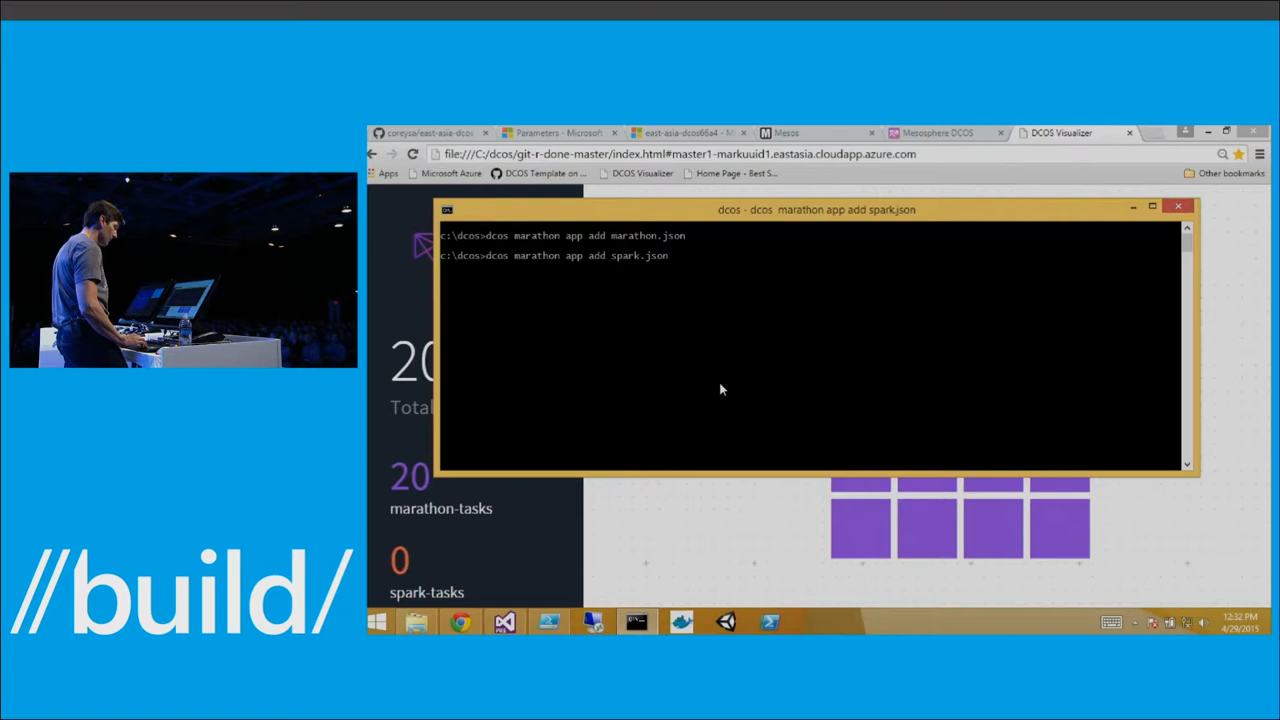 coreysa/east-asia-dcos
Parameters - Microsoft
east-asia-dcos66a4 - M
Mesos
Mesosphere DCOS
DCOS Visualizer
file:///C:/dcos/git-r-done-master/index.html#master1-markuuid1.eastasia.cloudapp.azure.com
Apps
Microsoft Azure
DCOS Template on ...
DCOS Visualizer
Home Page - Best S...
Other bookmarks
dcos - dcos marathon app add spark.json
c:\dcos>dcos marathon app add marathon.json
c:\dcos>dcos marathon app add spark.json
20
Total
20
marathon-tasks
0
spark-tasks
12:32 PM
4/29/2015
//build/